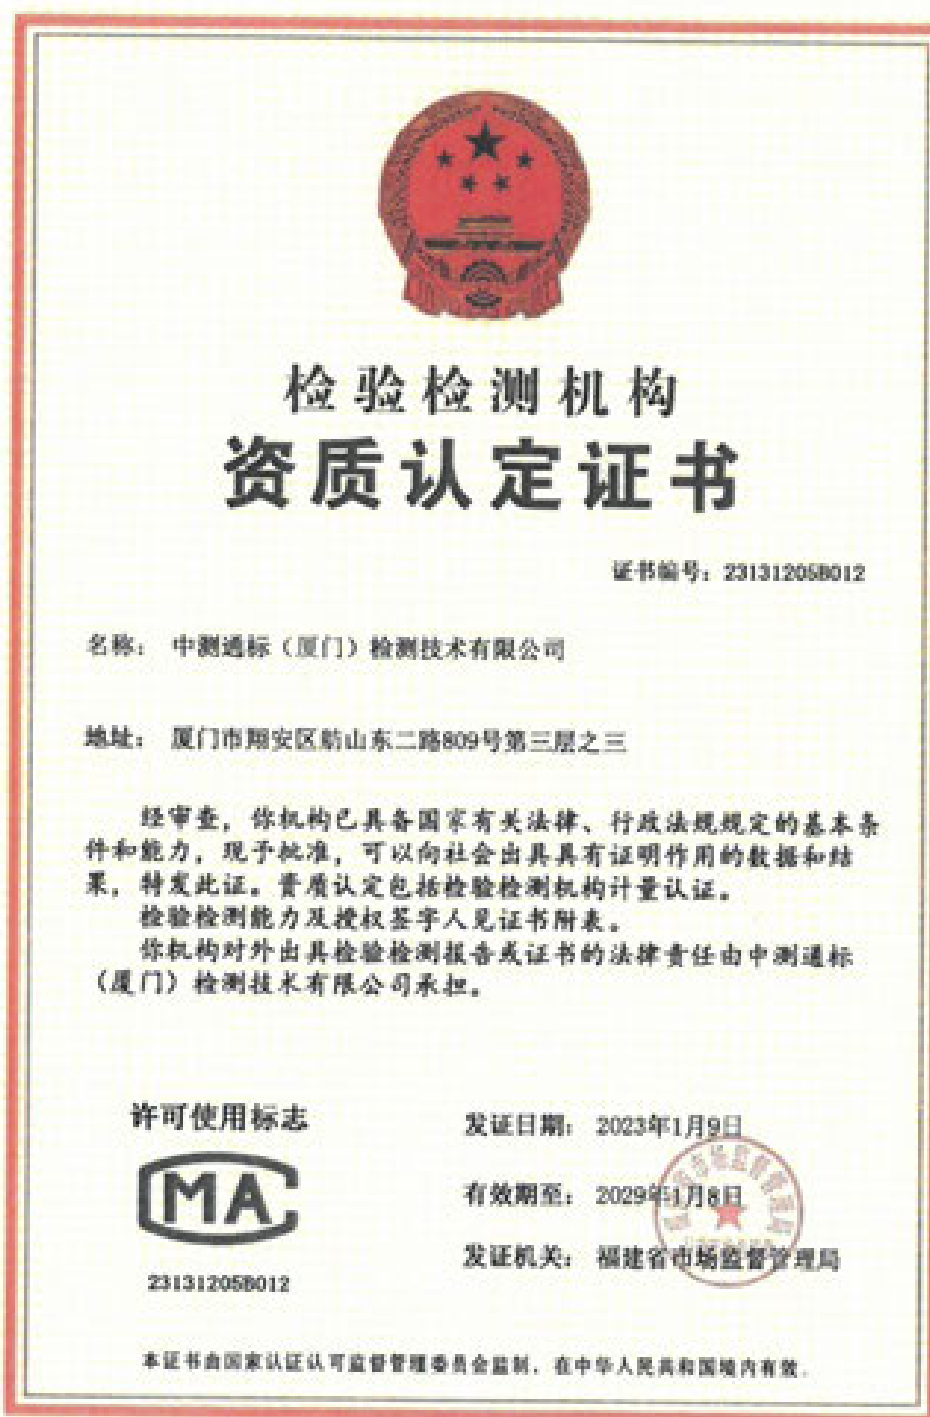 检验检测机构
资质认定证书
证书编号：231312058012
名称： 中测通标（厦门）检测技术有限公司
地址： 厦门市翔安区舫山东二路809号第三层之三
经审查，你机构已具备国家有关法律、行政法规规定的基本条
件和能力，现予批准，可以向社会出具具有证明作用的数据和结
果，特发此证。资质认定包括检验检测机构计量认证。
检验检测能力及授权签字人见证书附表。
你机构对外出具检验检测报告或证书的法律责任由中测通标
（厦门）检测技术有限公司承担。
许可使用标志
MA
231312058012
发证日期： 2023年1月9日
有效期至： 2029年1月8日
发证机关： 福建省市场监督管理局
本证书由国家认证认可监督管理委员会监制，在中华人民共和国境内有效。